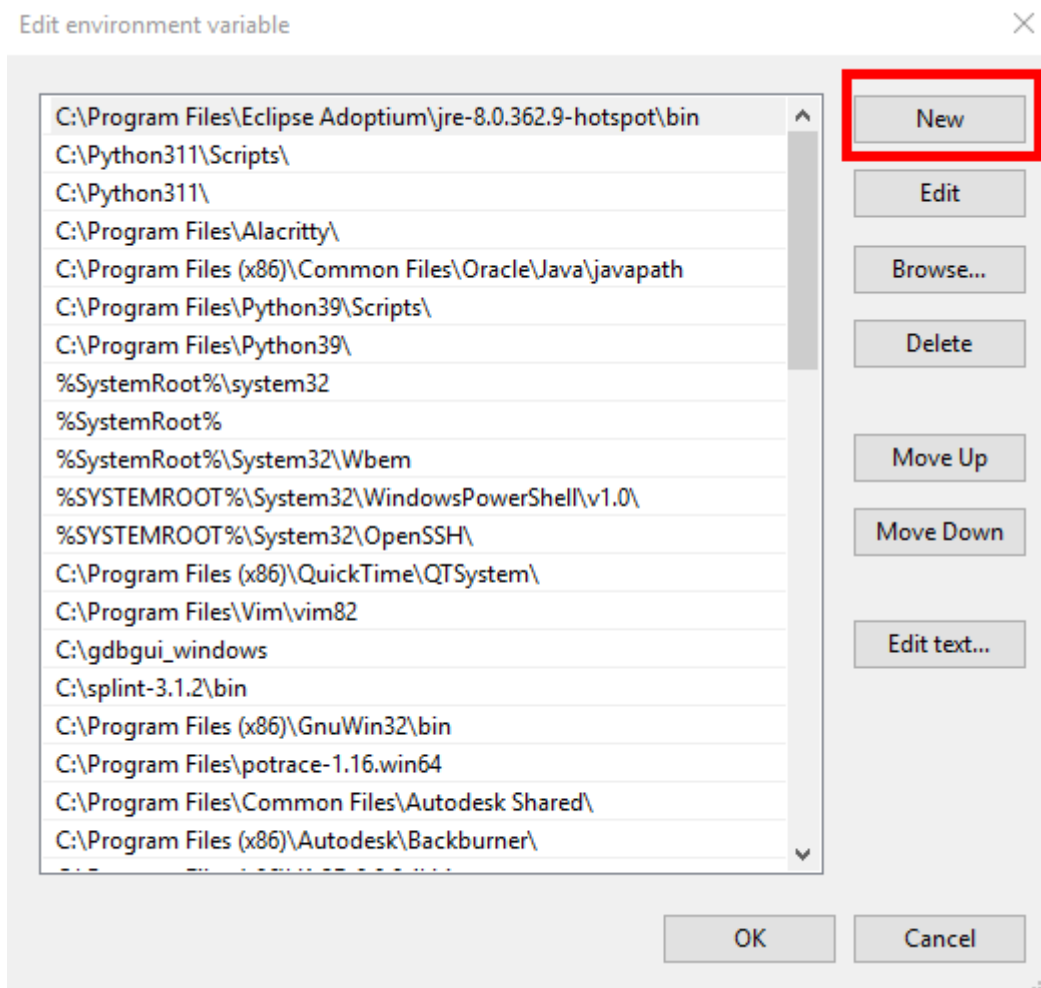 Edit environment variable
C:\Program Files\Eclipse Adoptium\jre-8.0.362.9-hotspot\bin
New
C:\Python311\Scripts\
C:\Python311\
Edit
C:\Program Files\Alacritty\
C:\Program Files (x86)\Common Files\Oracle\Java\javapath
Browse...
C:\Program Files\Python39\Scripts\
C:\Program Files\Python39\
Delete
%SystemRoot%\system32
%SystemRoot%
%SystemRoot%\System32\Wbem
Move Up
%SYSTEMROOT%\System32\WindowsPowerShell\v1.0\
%SYSTEMROOT%\System32\OpenSSH\
Move Down
C:\Program Files (x86)\QuickTime\QTSystem\
C:\Program Files\Vim\vim82
C:\gdbgui_windows
Edit text...
C:\splint-3.1.2\bin
C:\Program Files (x86)\GnuWin32\bin
C:\Program Files\potrace-1.16.win64
C:\Program Files\Common Files\Autodesk Shared\
C:\Program Files (x86)\Autodesk\Backburner\
OK
Cancel